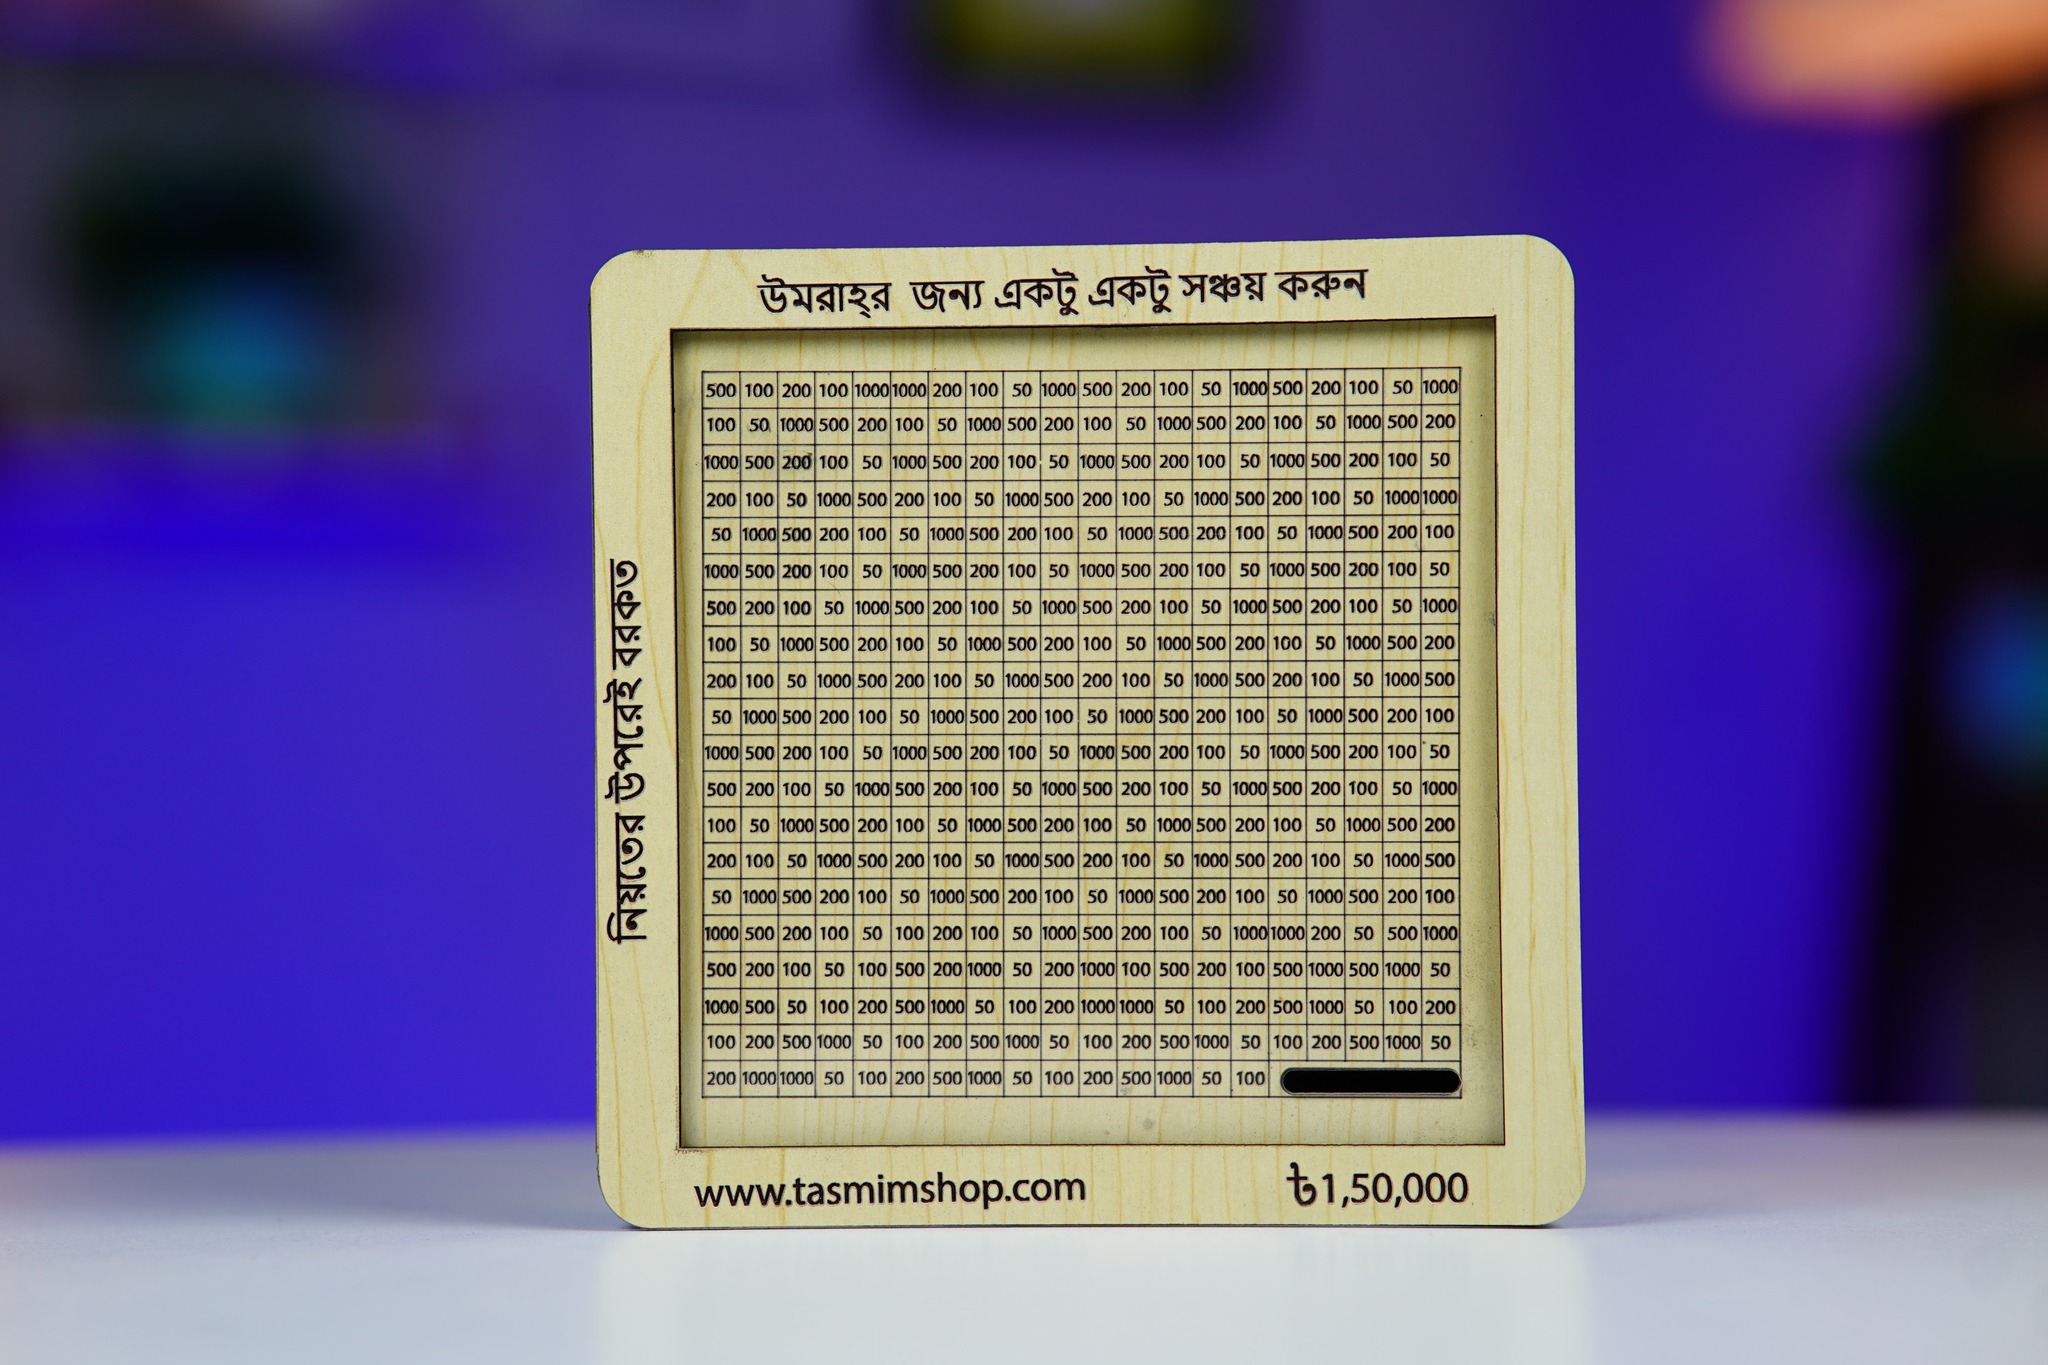 উমরাহ্‌র জন্য একটু একটু সঞ্চয় করুন
নিয়তের উপরেই বরকত
500 100 200 100 1000 1000 200 100 50 1000 500 200 100 50 1000 500 200 100 50 1000
100 50 1000 500 200 100 50 1000 500 200 100 50 1000 500 200 100 50 1000 500 200
1000 500 200 100 50 1000 500 200 100 50 1000 500 200 100 50 1000 500 200 100 50
200 100 50 1000 500 200 100 50 1000 500 200 100 50 1000 500 200 100 50 1000 1000
50 1000 500 200 100 50 1000 500 200 100 50 1000 500 200 100 50 1000 500 200 100
1000 500 200 100 50 1000 500 200 100 50 1000 500 200 100 50 1000 500 200 100 50
500 200 100 50 1000 500 200 100 50 1000 500 200 100 50 1000 500 200 100 50 1000
100 50 1000 500 200 100 50 1000 500 200 100 50 1000 500 200 100 50 1000 500 200
200 100 50 1000 500 200 100 50 1000 500 200 100 50 1000 500 200 100 50 1000 500
50 1000 500 200 100 50 1000 500 200 100 50 1000 500 200 100 50 1000 500 200 100
1000 500 200 100 50 1000 500 200 100 50 1000 500 200 100 50 1000 500 200 100 50
500 200 100 50 1000 500 200 100 50 1000 500 200 100 50 1000 500 200 100 50 1000
100 50 1000 500 200 100 50 1000 500 200 100 50 1000 500 200 100 50 1000 500 200
200 100 50 1000 500 200 100 50 1000 500 200 100 50 1000 500 200 100 50 1000 500
50 1000 500 200 100 50 1000 500 200 100 50 1000 500 200 100 50 1000 500 200 100
1000 500 200 100 50 100 200 100 50 1000 500 200 100 50 1000 1000 200 50 500 1000
500 200 100 50 100 500 200 1000 50 200 1000 100 500 200 100 500 1000 500 1000 50
1000 500 50 100 200 500 1000 50 100 200 1000 1000 50 100 200 500 1000 50 100 200
100 200 500 1000 50 100 200 500 1000 50 100 200 500 1000 50 100 200 500 1000 50
200 1000 1000 50 100 200 500 1000 50 100 200 500 1000 50 100
www.tasmimshop.com ৳1,50,000